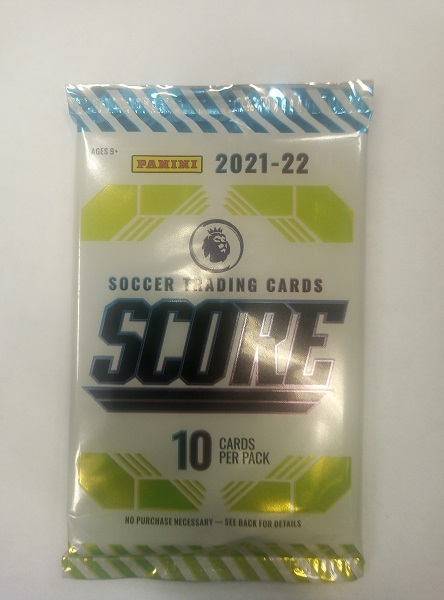 AGES 9+
PANINI 2021-22
SOCCER TRADING CARDS
SCORE
10 CARDS
PER PACK
NO PURCHASE NECESSARY — SEE BACK FOR DETAILS